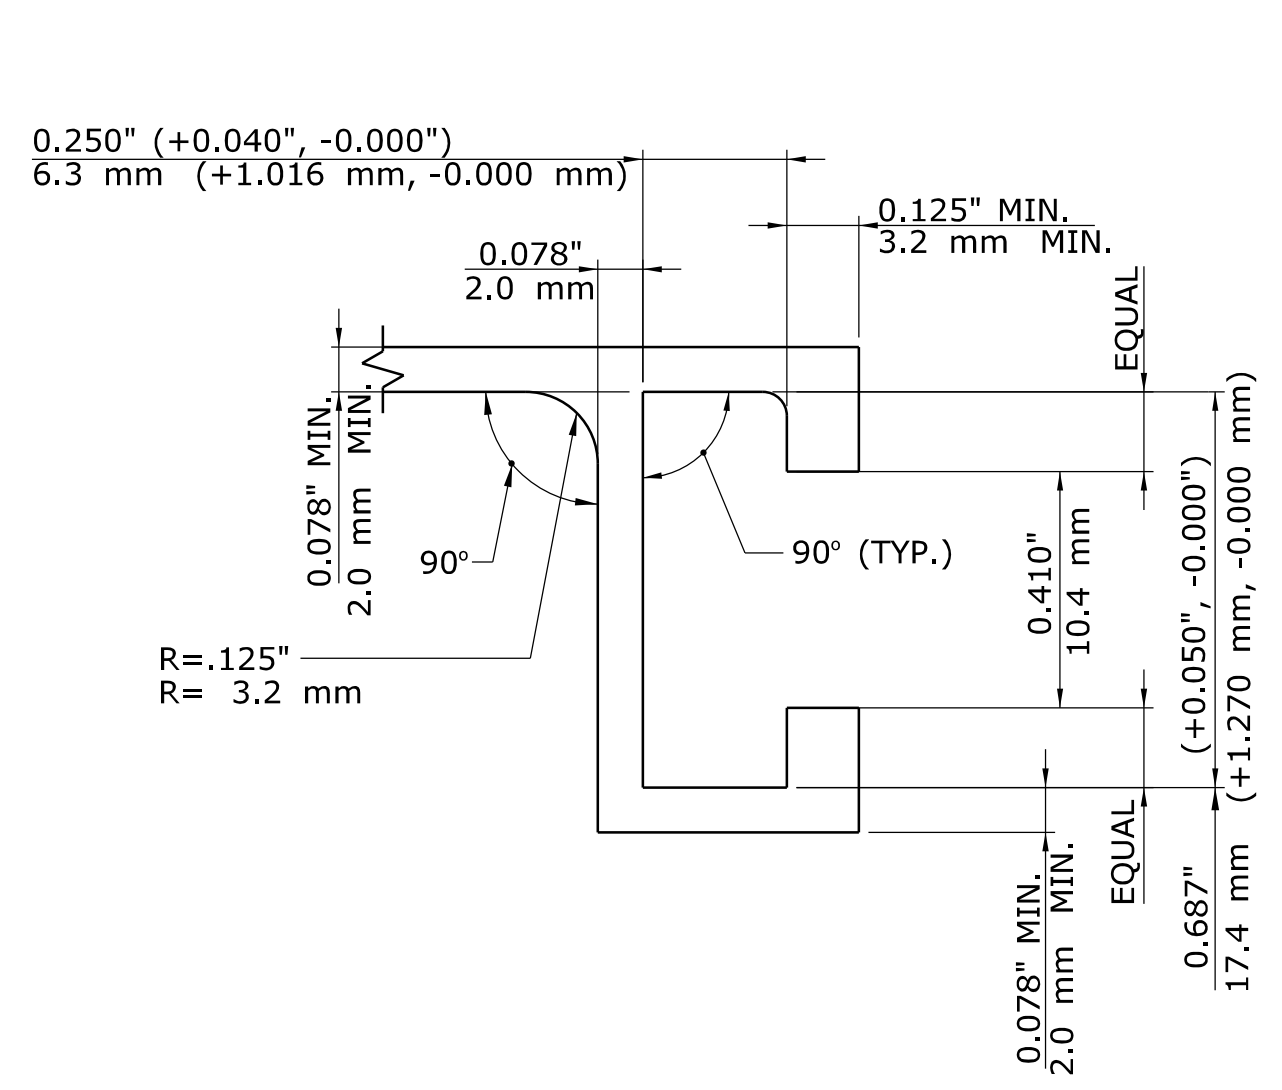 0.250" (+0.040", -0.000")
6.3 mm (+1.016 mm, -0.000 mm)
0.125" MIN.
3.2 mm MIN.
0.078"
2.0 mm
EQUAL
0.078" MIN.
2.0 mm MIN.
90º
90º (TYP.)
R=.125"
R= 3.2 mm
0.410"
10.4 mm
0.687" (+0.050", -0.000")
17.4 mm (+1.270 mm, -0.000 mm)
EQUAL
0.078" MIN.
2.0 mm MIN.